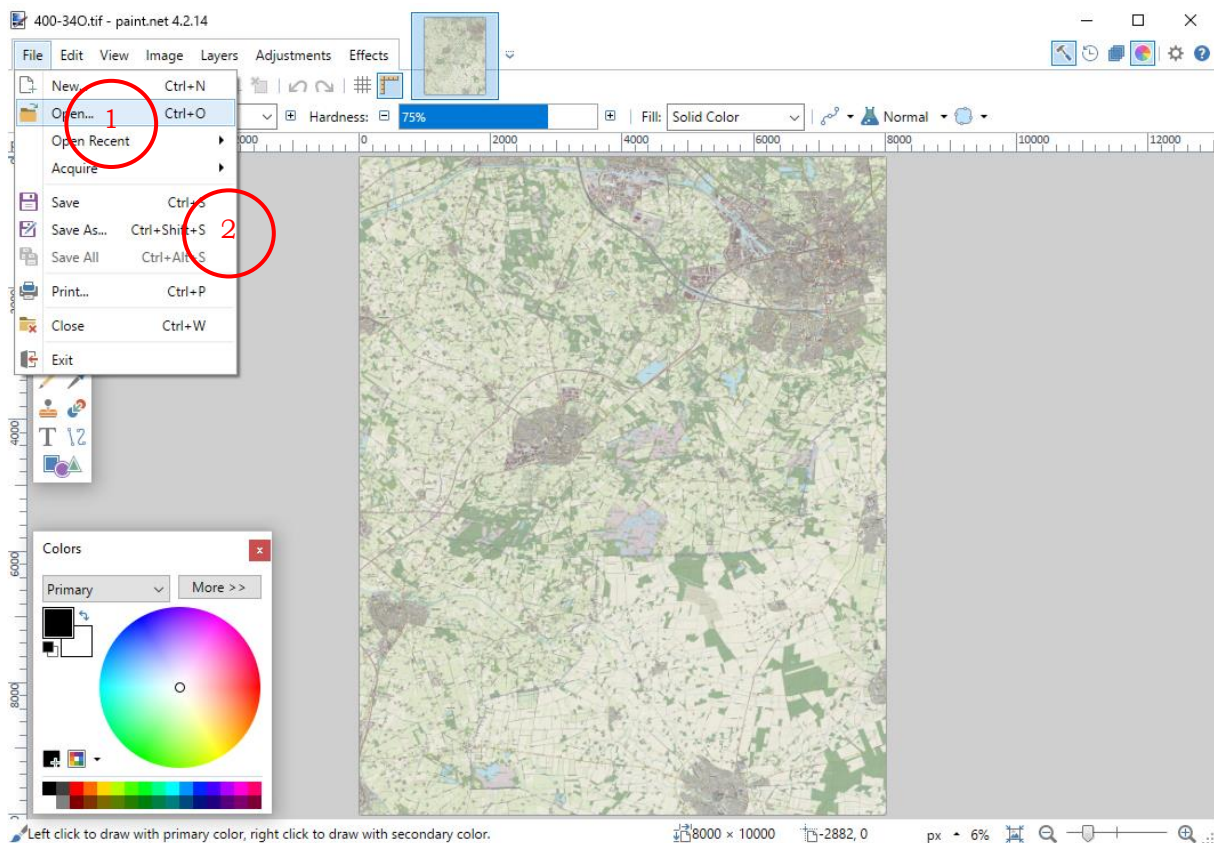 400-34O.tif - paint.net 4.2.14
File Edit View Image Layers Adjustments Effects
New... Ctrl+N
Open... Ctrl+O
1
Open Recent
Acquire
Save Ctrl+S
Save As... Ctrl+Shift+S
2
Save All Ctrl+Alt+S
Print... Ctrl+P
Close Ctrl+W
Exit
Hardness: 75% Fill: Solid Color Normal
0 2000 4000 6000 8000 10000 12000
4000
6000
8000
Colors
Primary More >>
Left click to draw with primary color, right click to draw with secondary color. 8000 × 10000 -2882, 0 px 6%